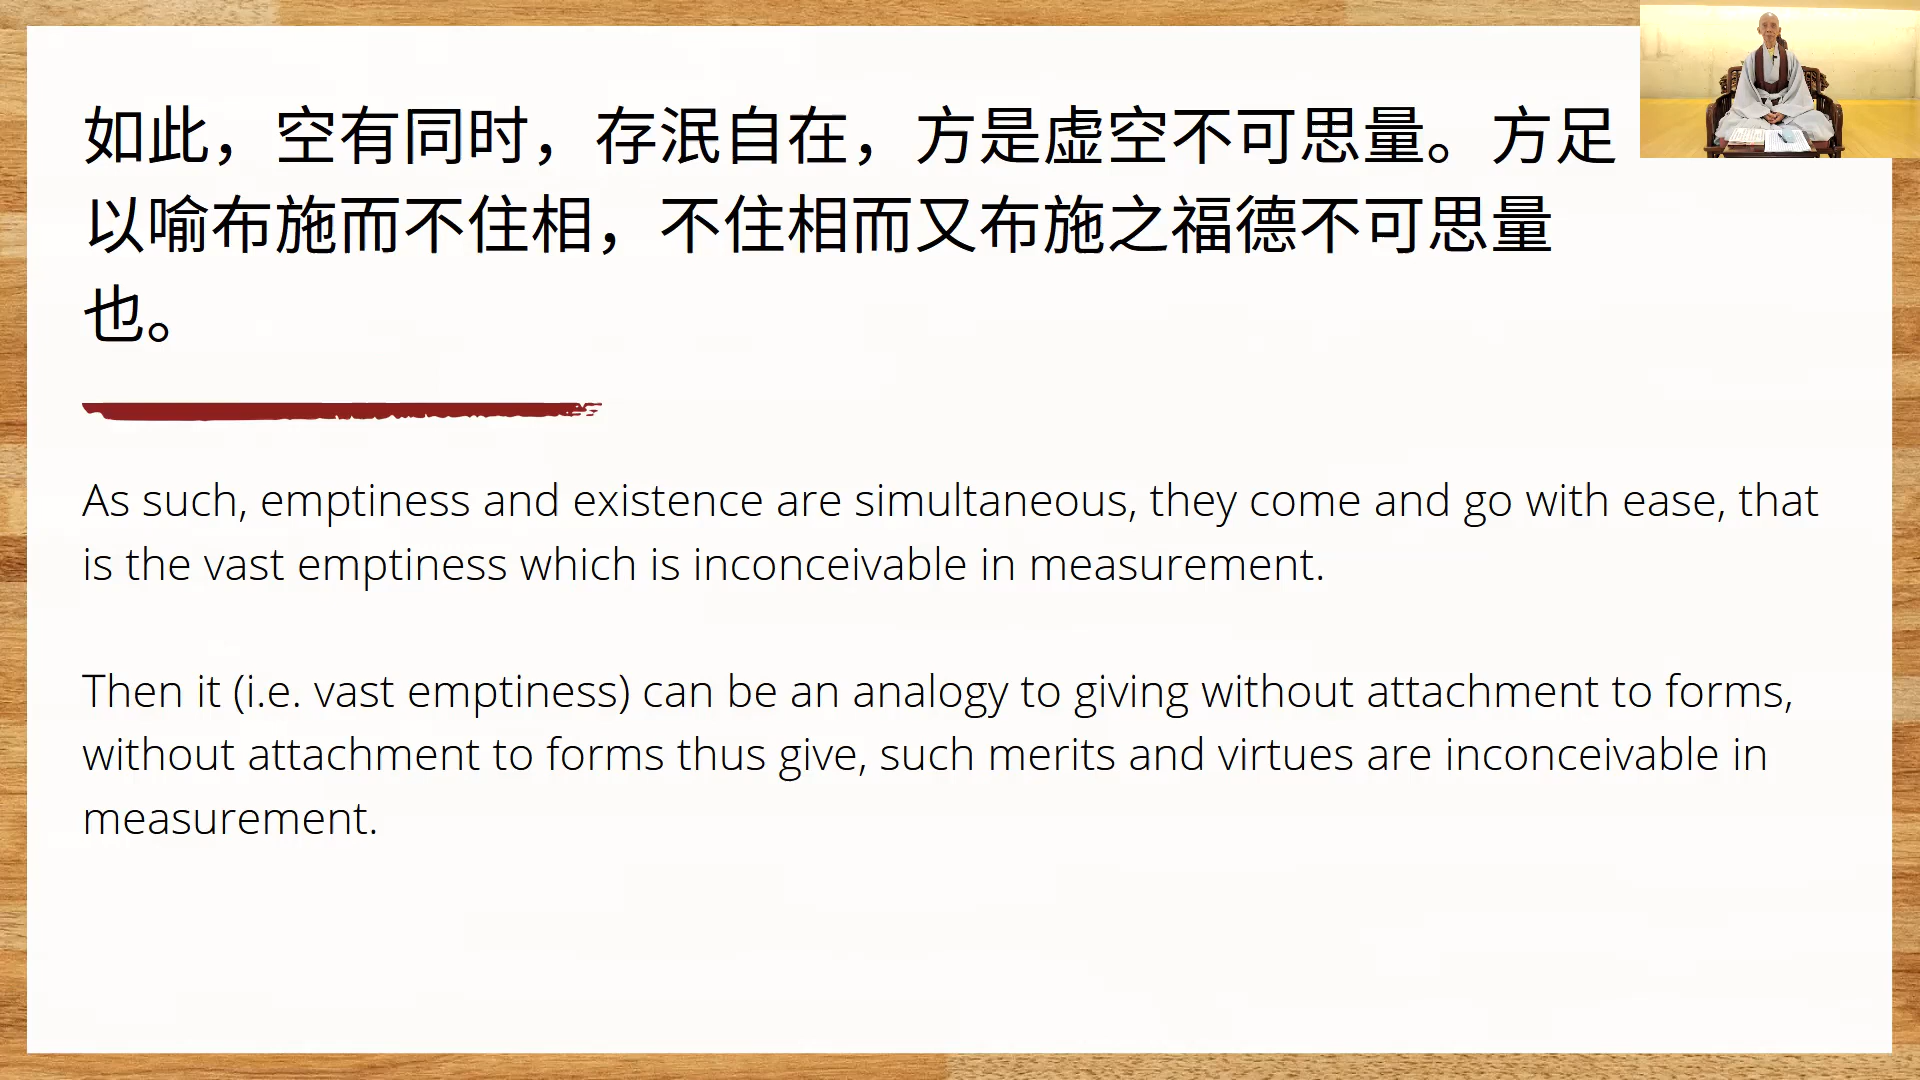 如此，空有同时，存泯自在，方是虚空不可思量。方足
以喻布施而不住相，不住相而又布施之福德不可思量
也。
As such, emptiness and existence are simultaneous, they come and go with ease, that
is the vast emptiness which is inconceivable in measurement.
Then it (i.e. vast emptiness) can be an analogy to giving without attachment to forms,
without attachment to forms thus give, such merits and virtues are inconceivable in
measurement.